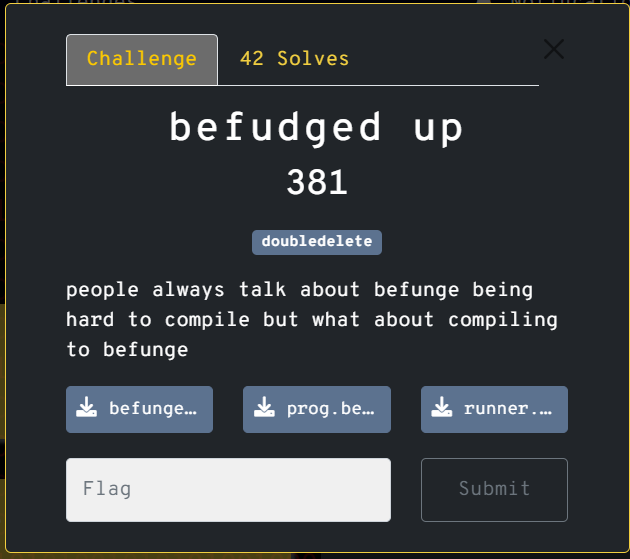 Challenges
Challenge
42 Solves
befudged up
381
doubledelete
people always talk about befunge being
hard to compile but what about compiling
to befunge
befunge…
prog.be…
runner.…
Flag
Submit